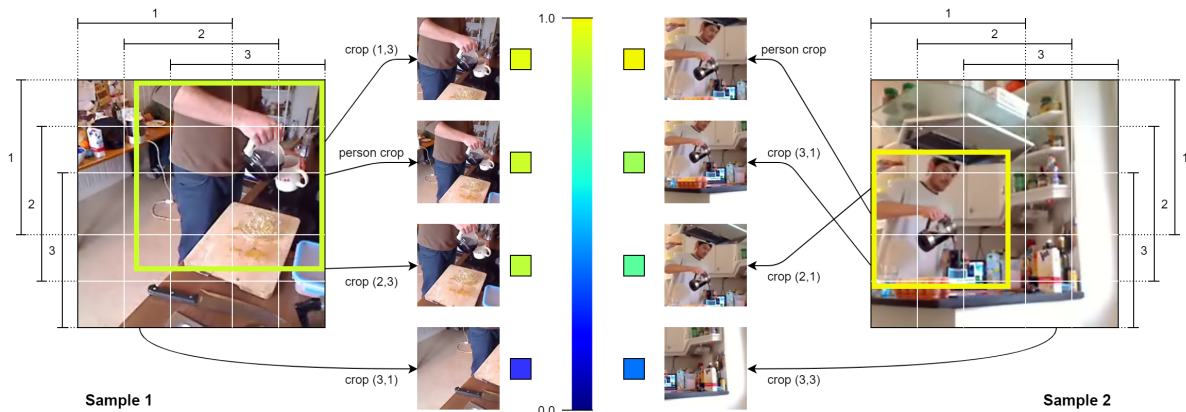 1
2
3
1
2
3
crop (1,3)
person crop
crop (2,3)
crop (3,1)
Sample 1
1.0
0.0
person crop
crop (3,1)
crop (2,1)
crop (3,3)
1
2
3
1
2
3
Sample 2